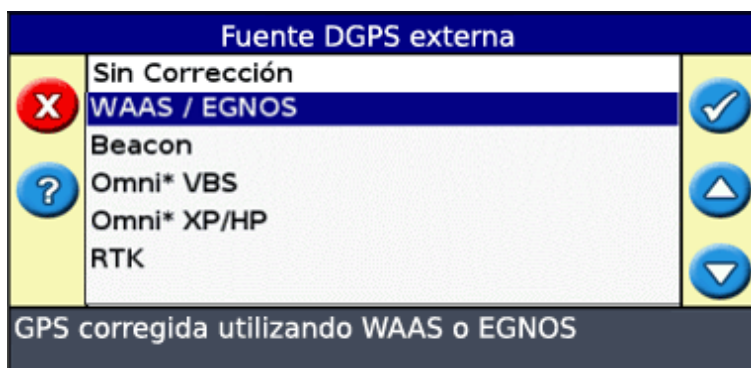 Fuente DGPS externa
Sin Corrección
WAAS / EGNOS
Beacon
Omni* VBS
Omni* XP/HP
RTK
GPS corregida utilizando WAAS o EGNOS